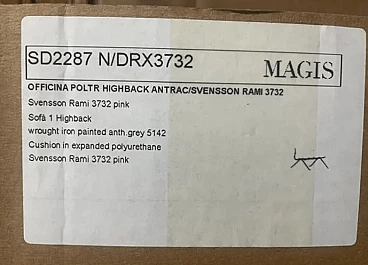 SD2287 N/DRX3732 MAGIS
OFFICINA POLTR HIGHBACK ANTRAC/SVENSSON RAMI 3732
Svensson Rami 3732 pink
Sofà 1 Highback
wrought iron painted anth.grey 5142
Cushion in expanded polyurethane
Svensson Rami 3732 pink